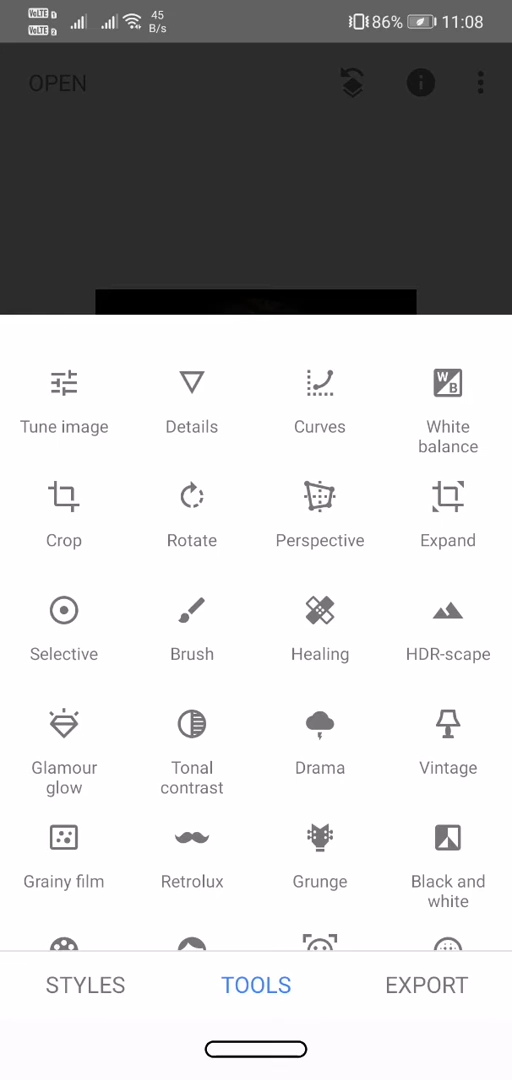 VoLTE 1 45
VoLTE 2 B/s 86% 11:08
OPEN
Tune image Details Curves White
balance
Crop Rotate Perspective Expand
Selective Brush Healing HDR-scape
Glamour Tonal Drama Vintage
glow contrast
Grainy film Retrolux Grunge Black and
white
STYLES TOOLS EXPORT